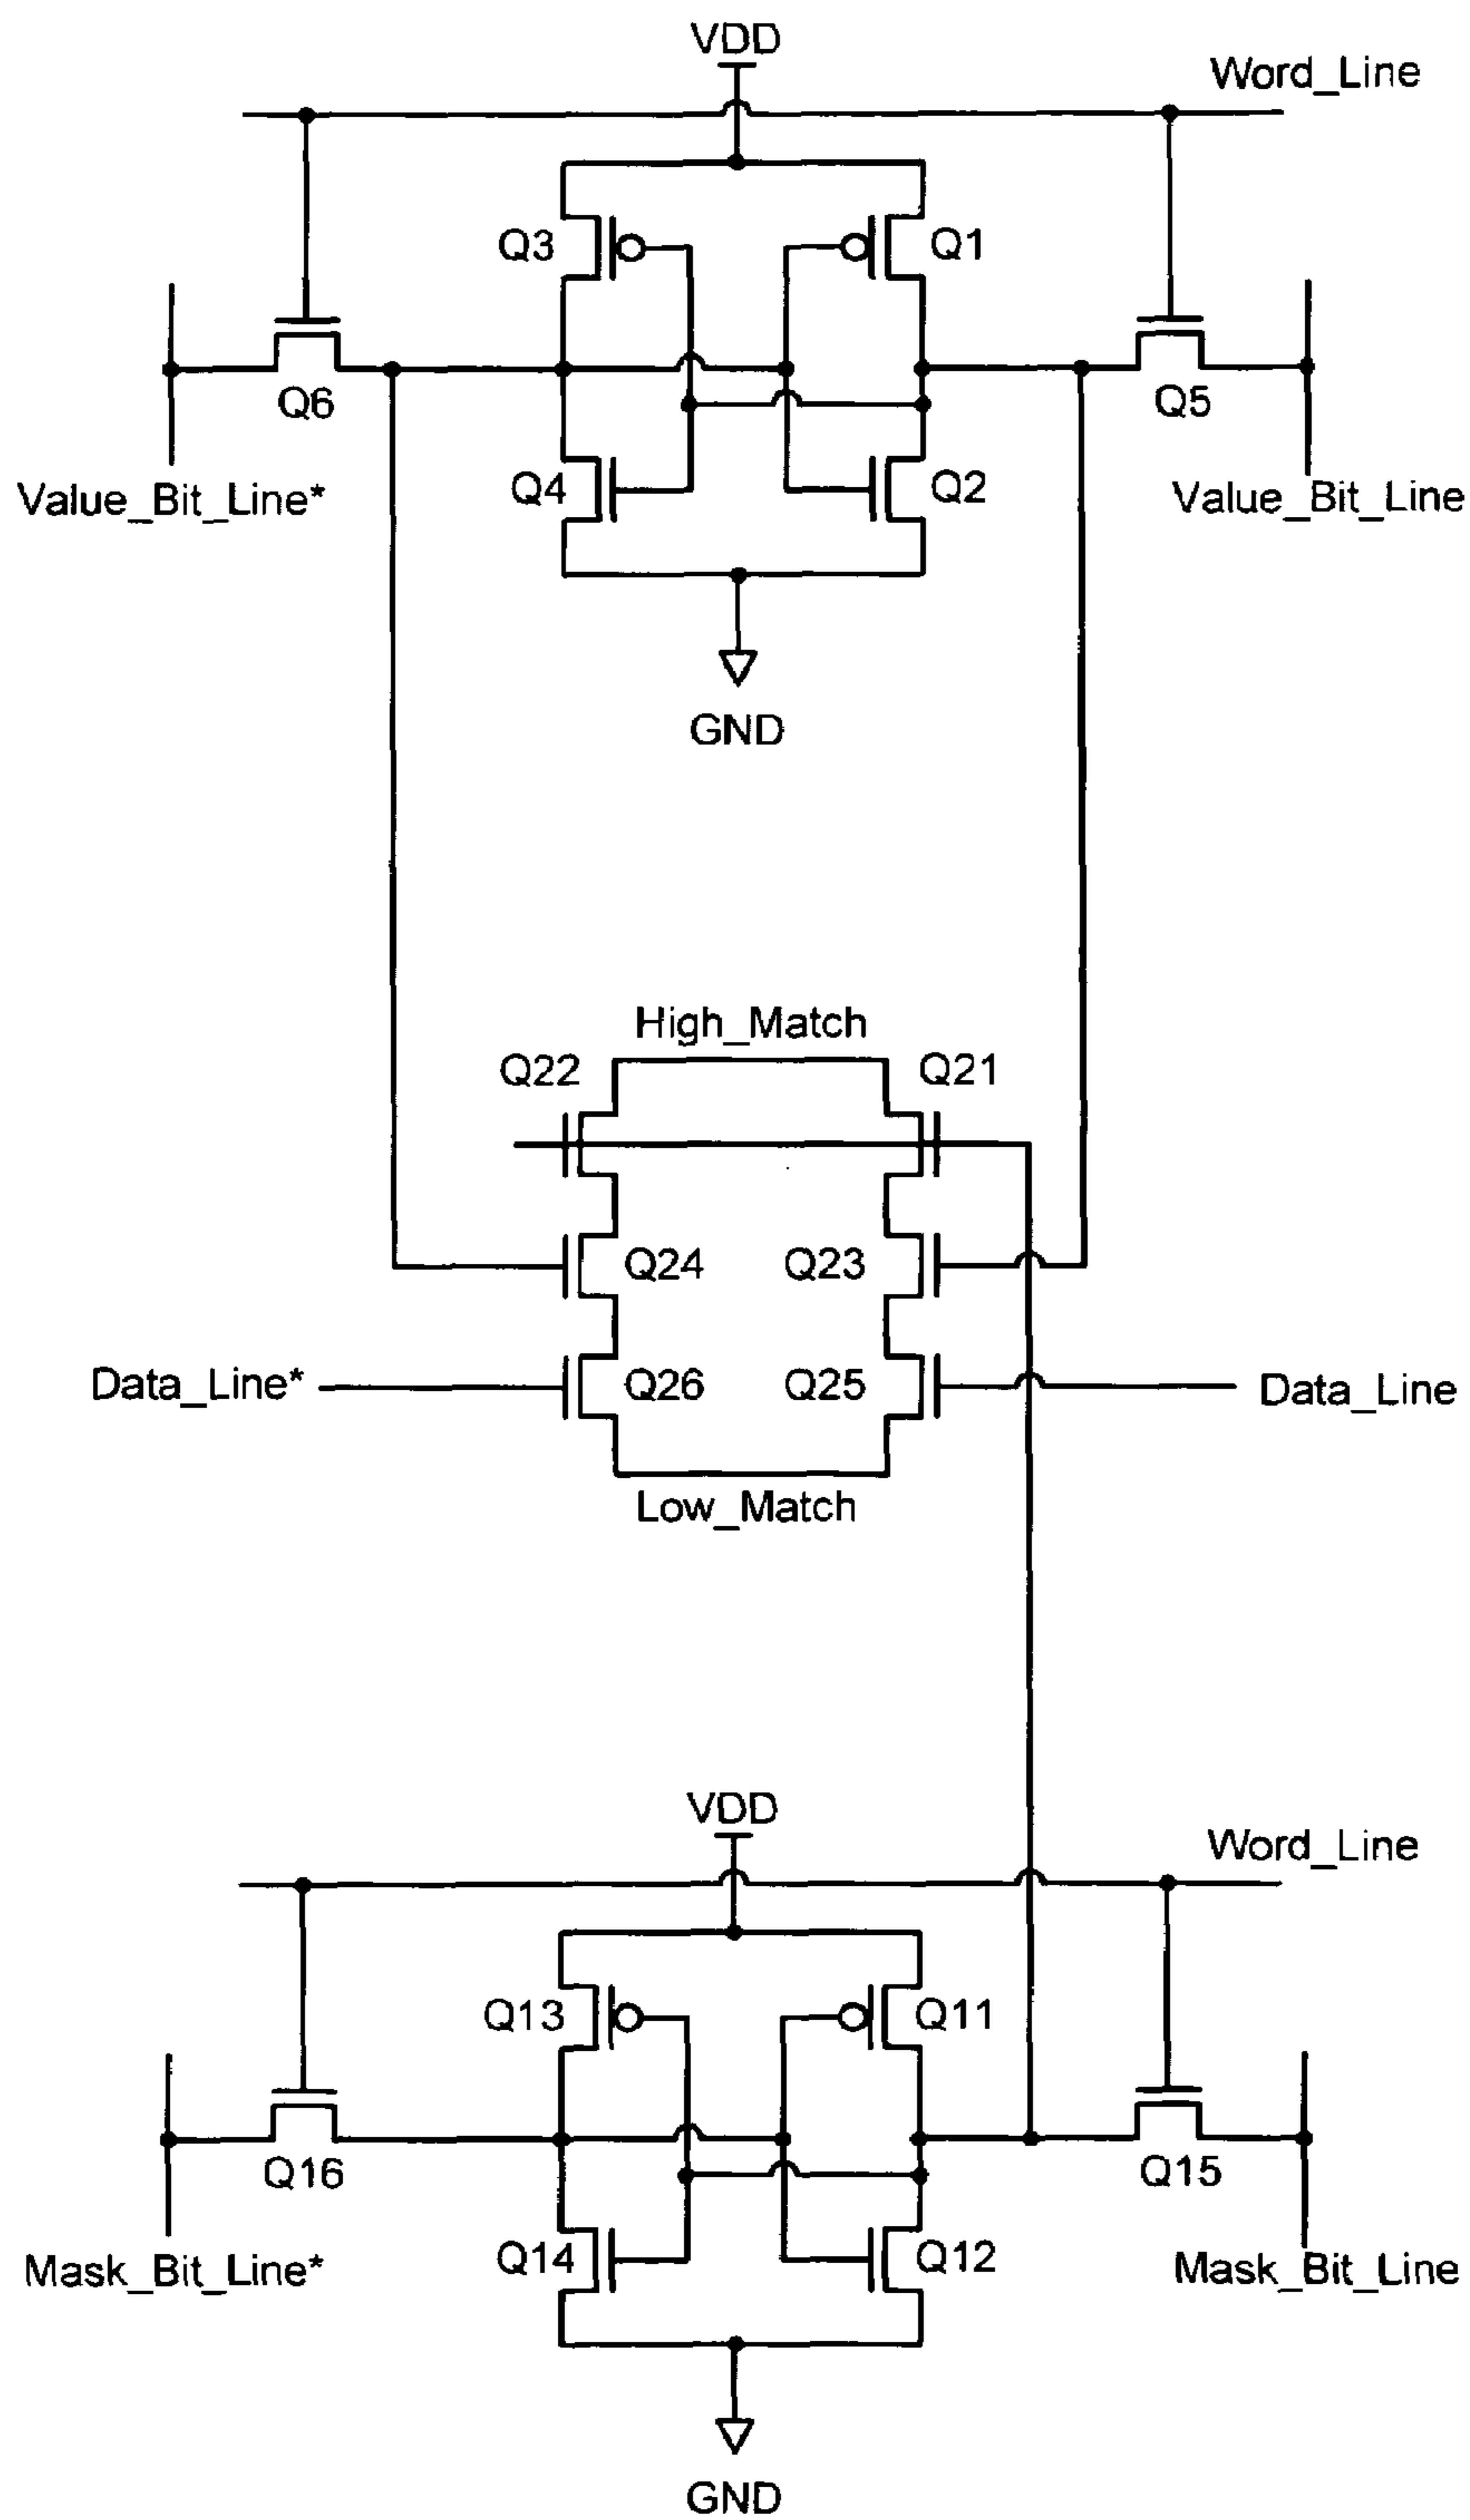 VDD
Word_Line
Q3
Q1
Q6
Q5
Q4
Q2
Value_Bit_Line*
Value_Bit_Line
GND
High_Match
Q22
Q21
Q24
Q23
Data_Line*
Q26
Q25
Data_Line
Low_Match
VDD
Word_Line
Q13
Q11
Q16
Q15
Q14
Q12
Mask_Bit_Line*
Mask_Bit_Line
GND